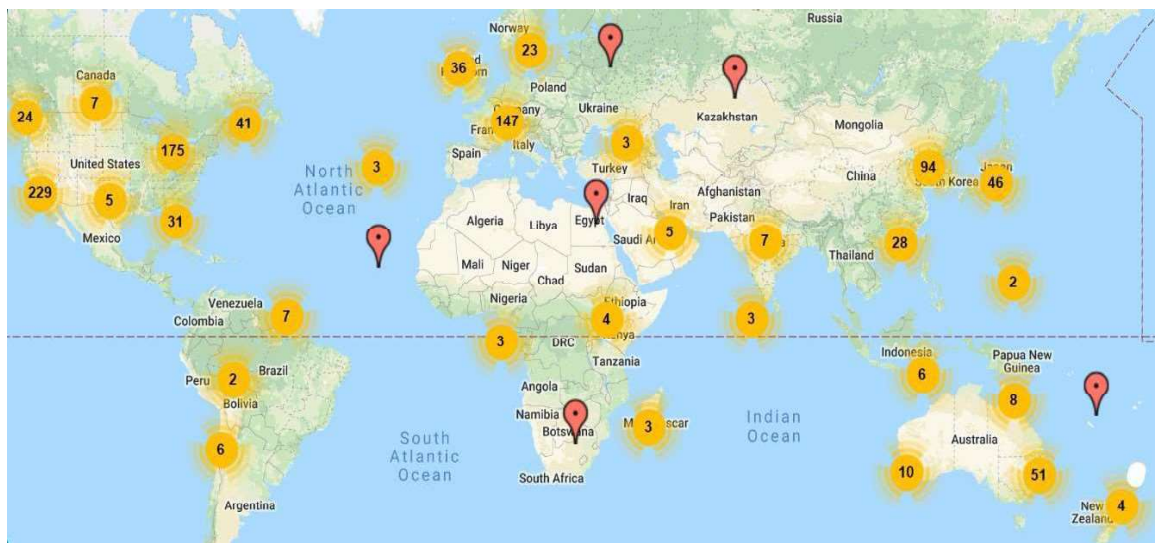 Russia
Norway
23
36
Canada
7
Poland
24
41
Ukraine
Kazakhstan
147
Mongolia
Italy
3
175
United States
Spain
Turkey
North
Atlantic
Ocean
3
94
China
46
229
5
Afghanistan
Iraq
Iran
Algeria
Libya
Egypt
Pakistan
31
Mexico
5
7
28
Thailand
Mali
Niger
Chad
Sudan
2
Nigeria
Ethiopia
Venezuela
7
Colombia
4
3
3
DRC
Tanzania
Indonesia
Papua New
Guinea
6
Peru
2
Brazil
Bolivia
Angola
8
Namibia
Botswana
3
Indian
Ocean
South
Atlantic
Ocean
Australia
6
10
51
South Africa
Argentina
4
New
Zealand